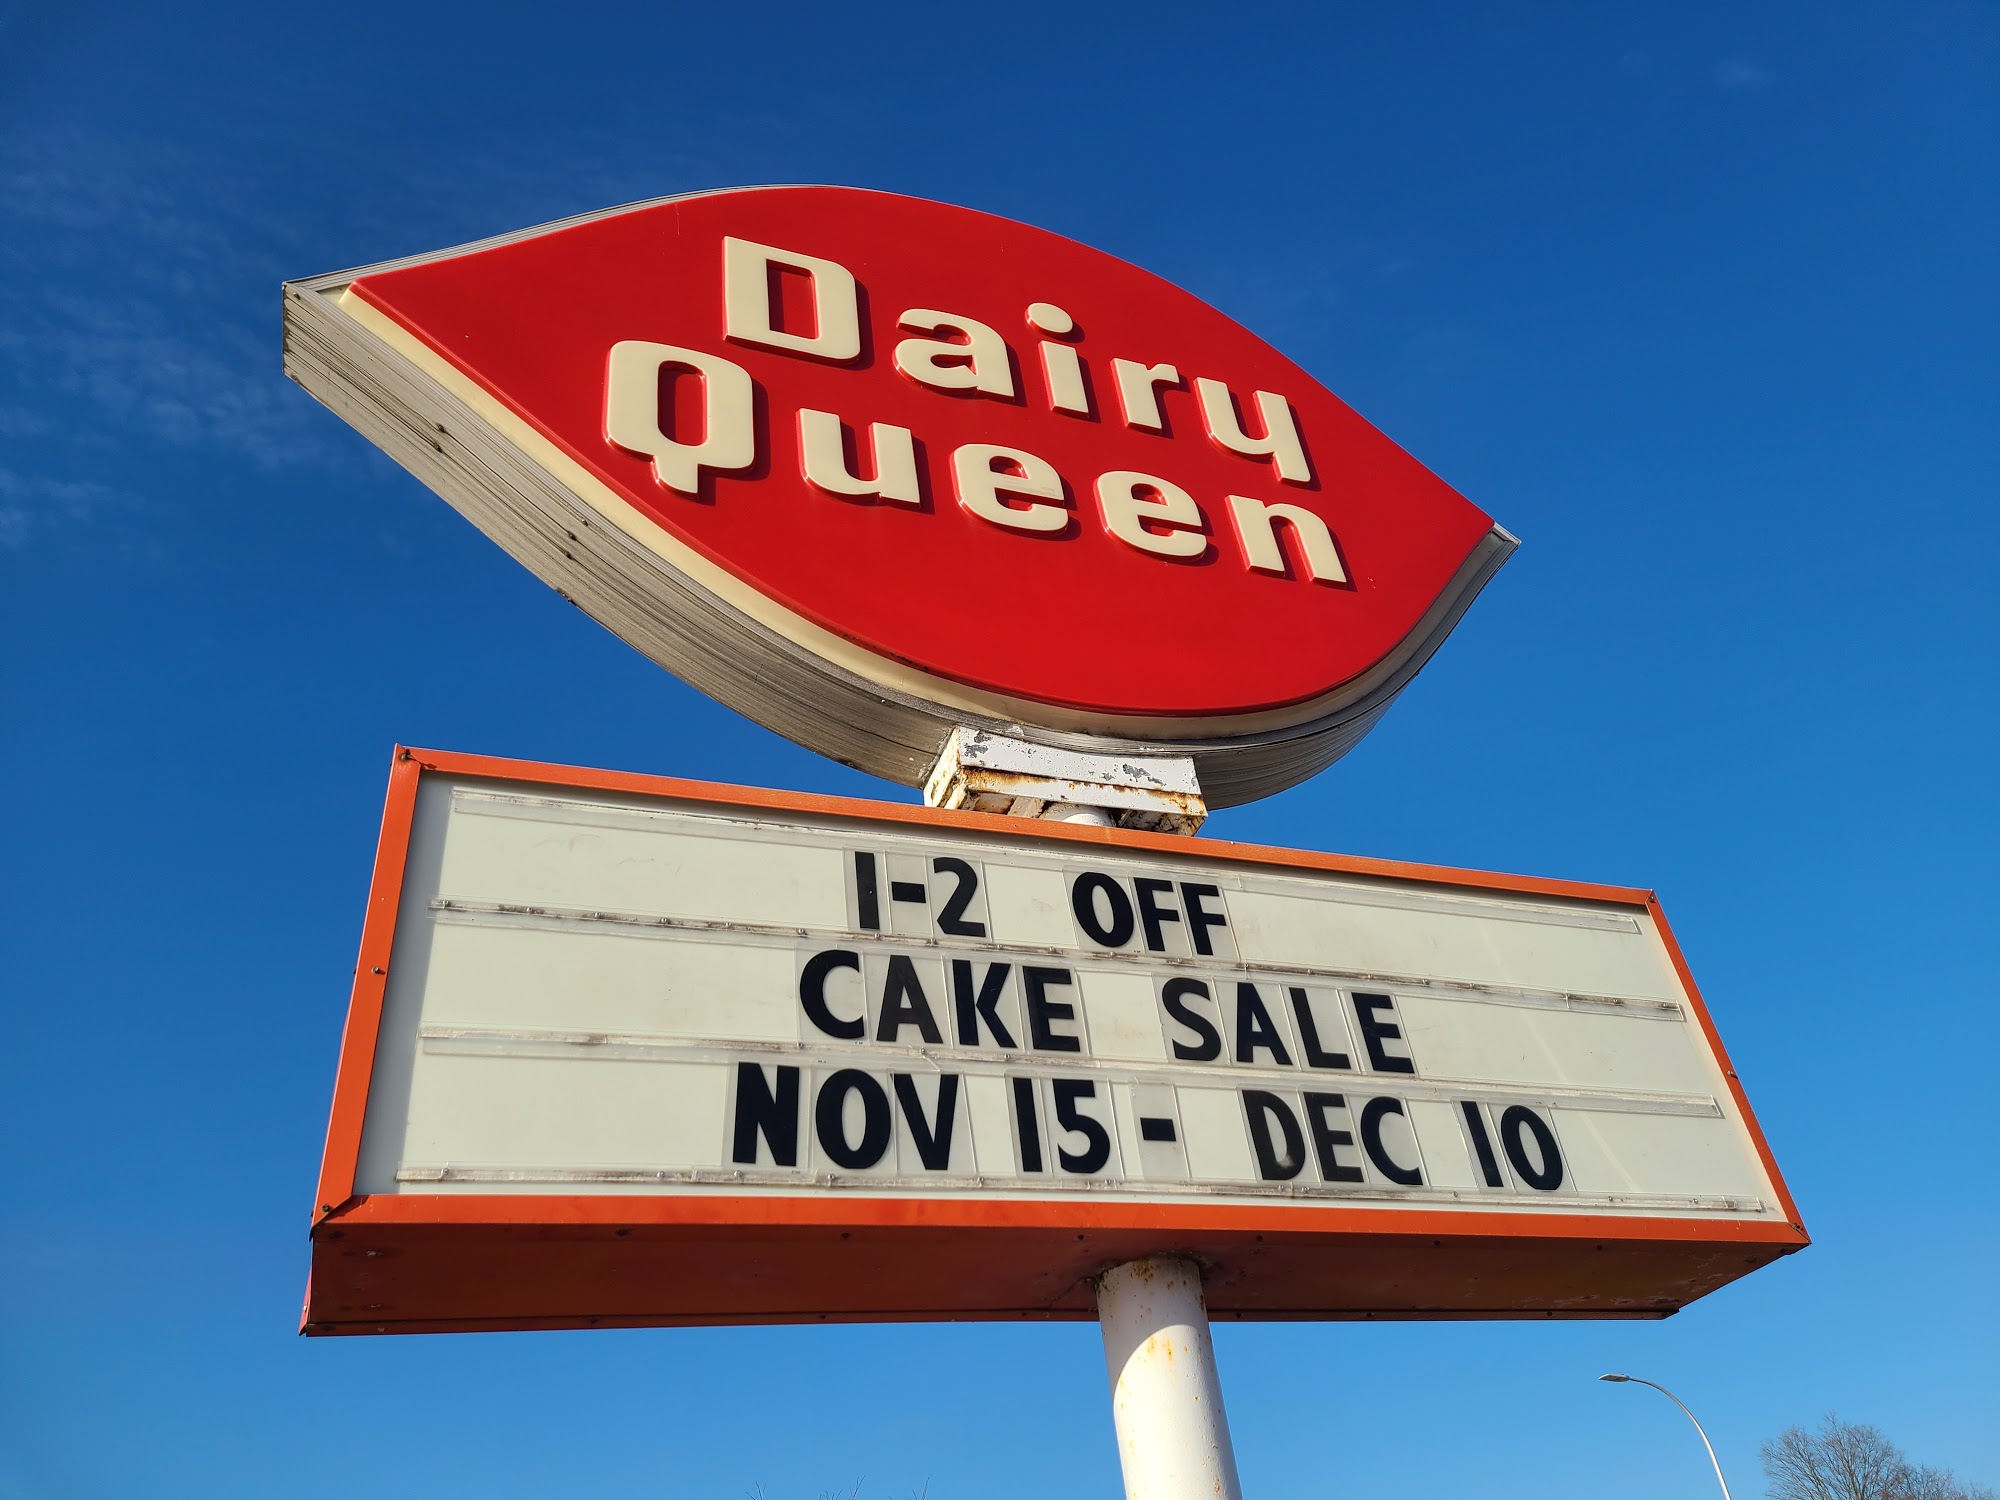 Dairy
Queen
1-2 OFF
CAKE SALE
NOV 15- DEC 10